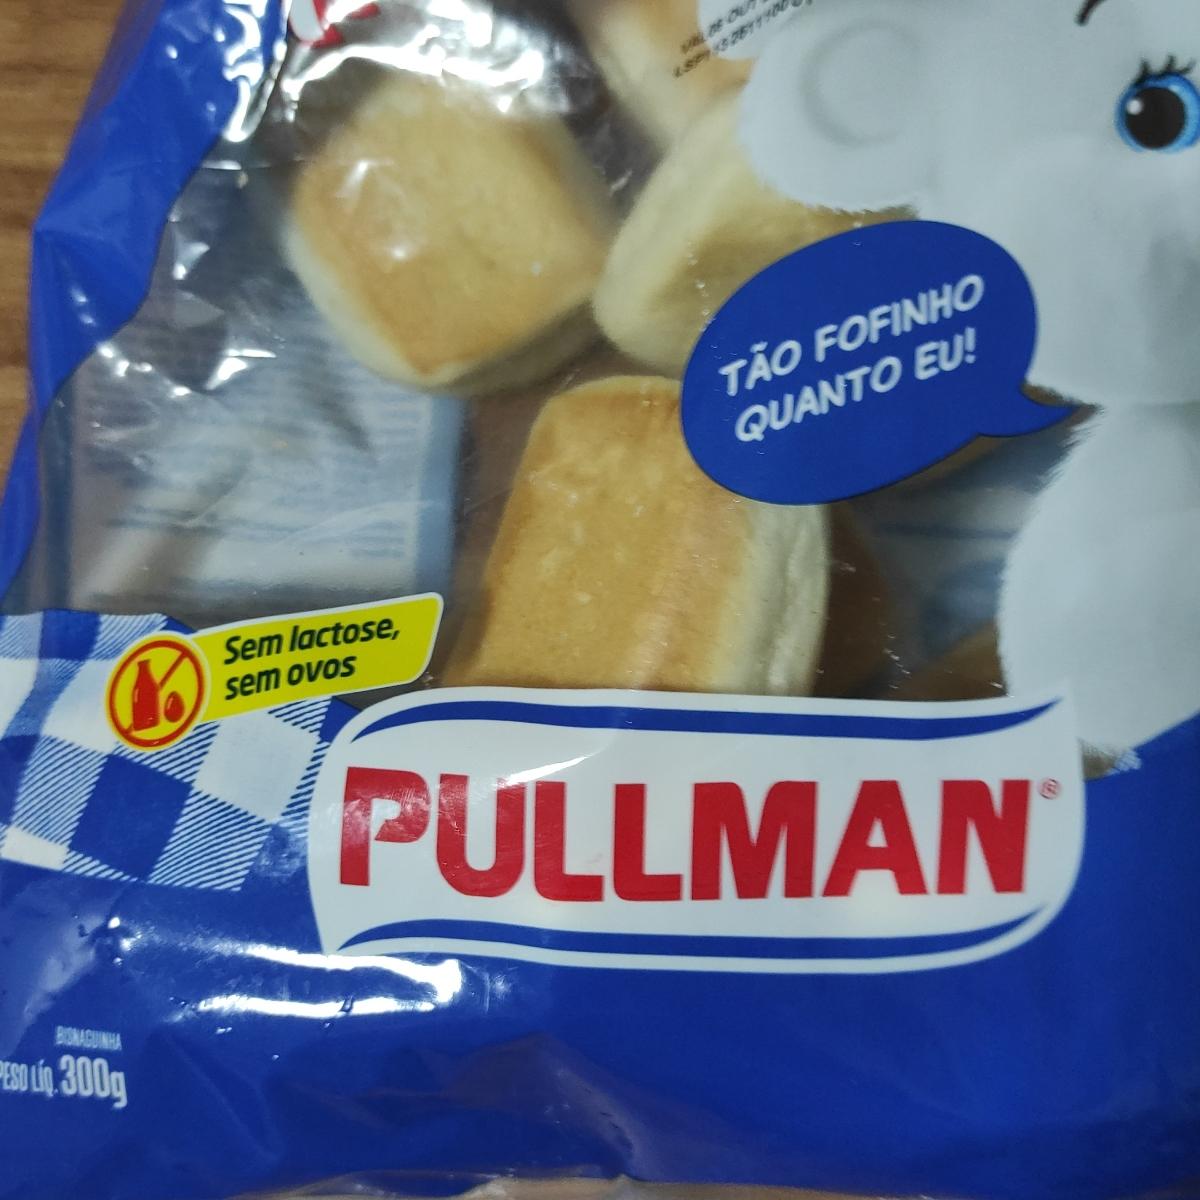 TÃO FOFINHO
QUANTO EU!
Sem lactose,
sem ovos
PULLMAN®
BISNAGUINHA
PESO LÍQ. 300g